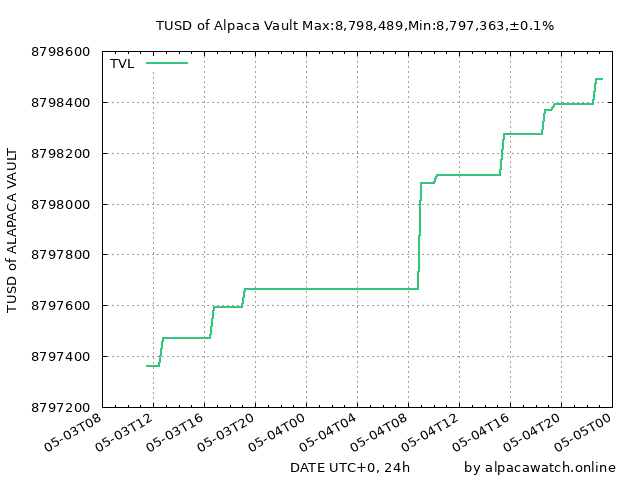 TUSD of Alpaca Vault Max:8,798,489,Min:8,797,363,±0.1%
TVL
8798600
8798400
8798200
8798000
8797800
8797600
8797400
8797200
TUSD of ALAPACA VAULT
05-03T08
05-03T12
05-03T16
05-03T20
05-04T00
05-04T04
05-04T08
05-04T12
05-04T16
05-04T20
05-05T00
DATE UTC+0, 24h
by alpacawatch.online